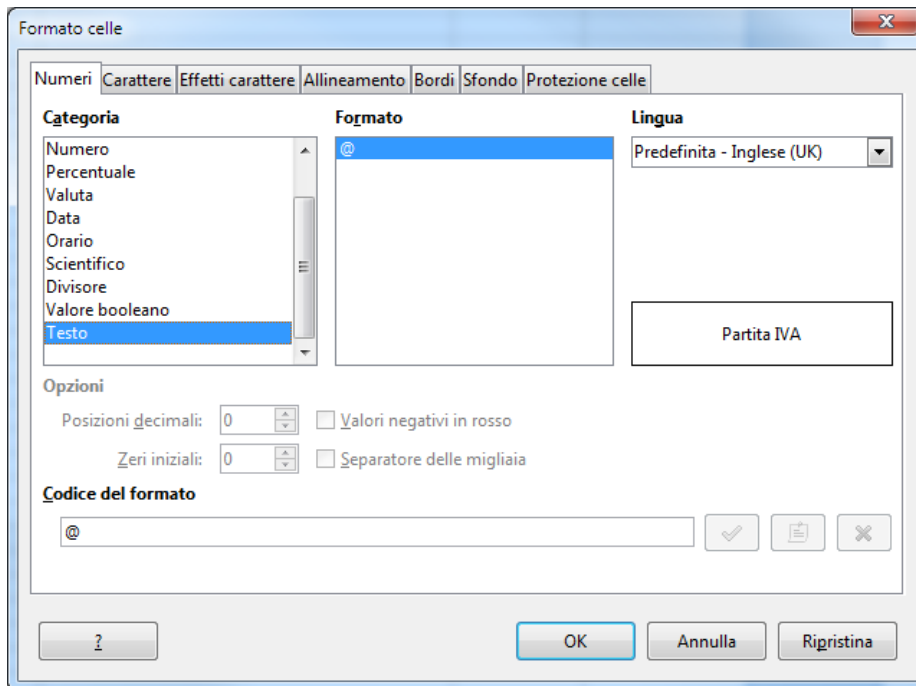 Formato celle
Numeri Carattere Effetti carattere Allineamento Bordi Sfondo Protezione celle
Categoria
Numero
Percentuale
Valuta
Data
Orario
Scientifico
Divisore
Valore booleano
Testo
Formato
@
Lingua
Predefinita - Inglese (UK)
Partita IVA
Opzioni
Posizioni decimali: 0 Valori negativi in rosso
Zeri iniziali: 0 Separatore delle migliaia
Codice del formato
@
? OK Annulla Ripristina